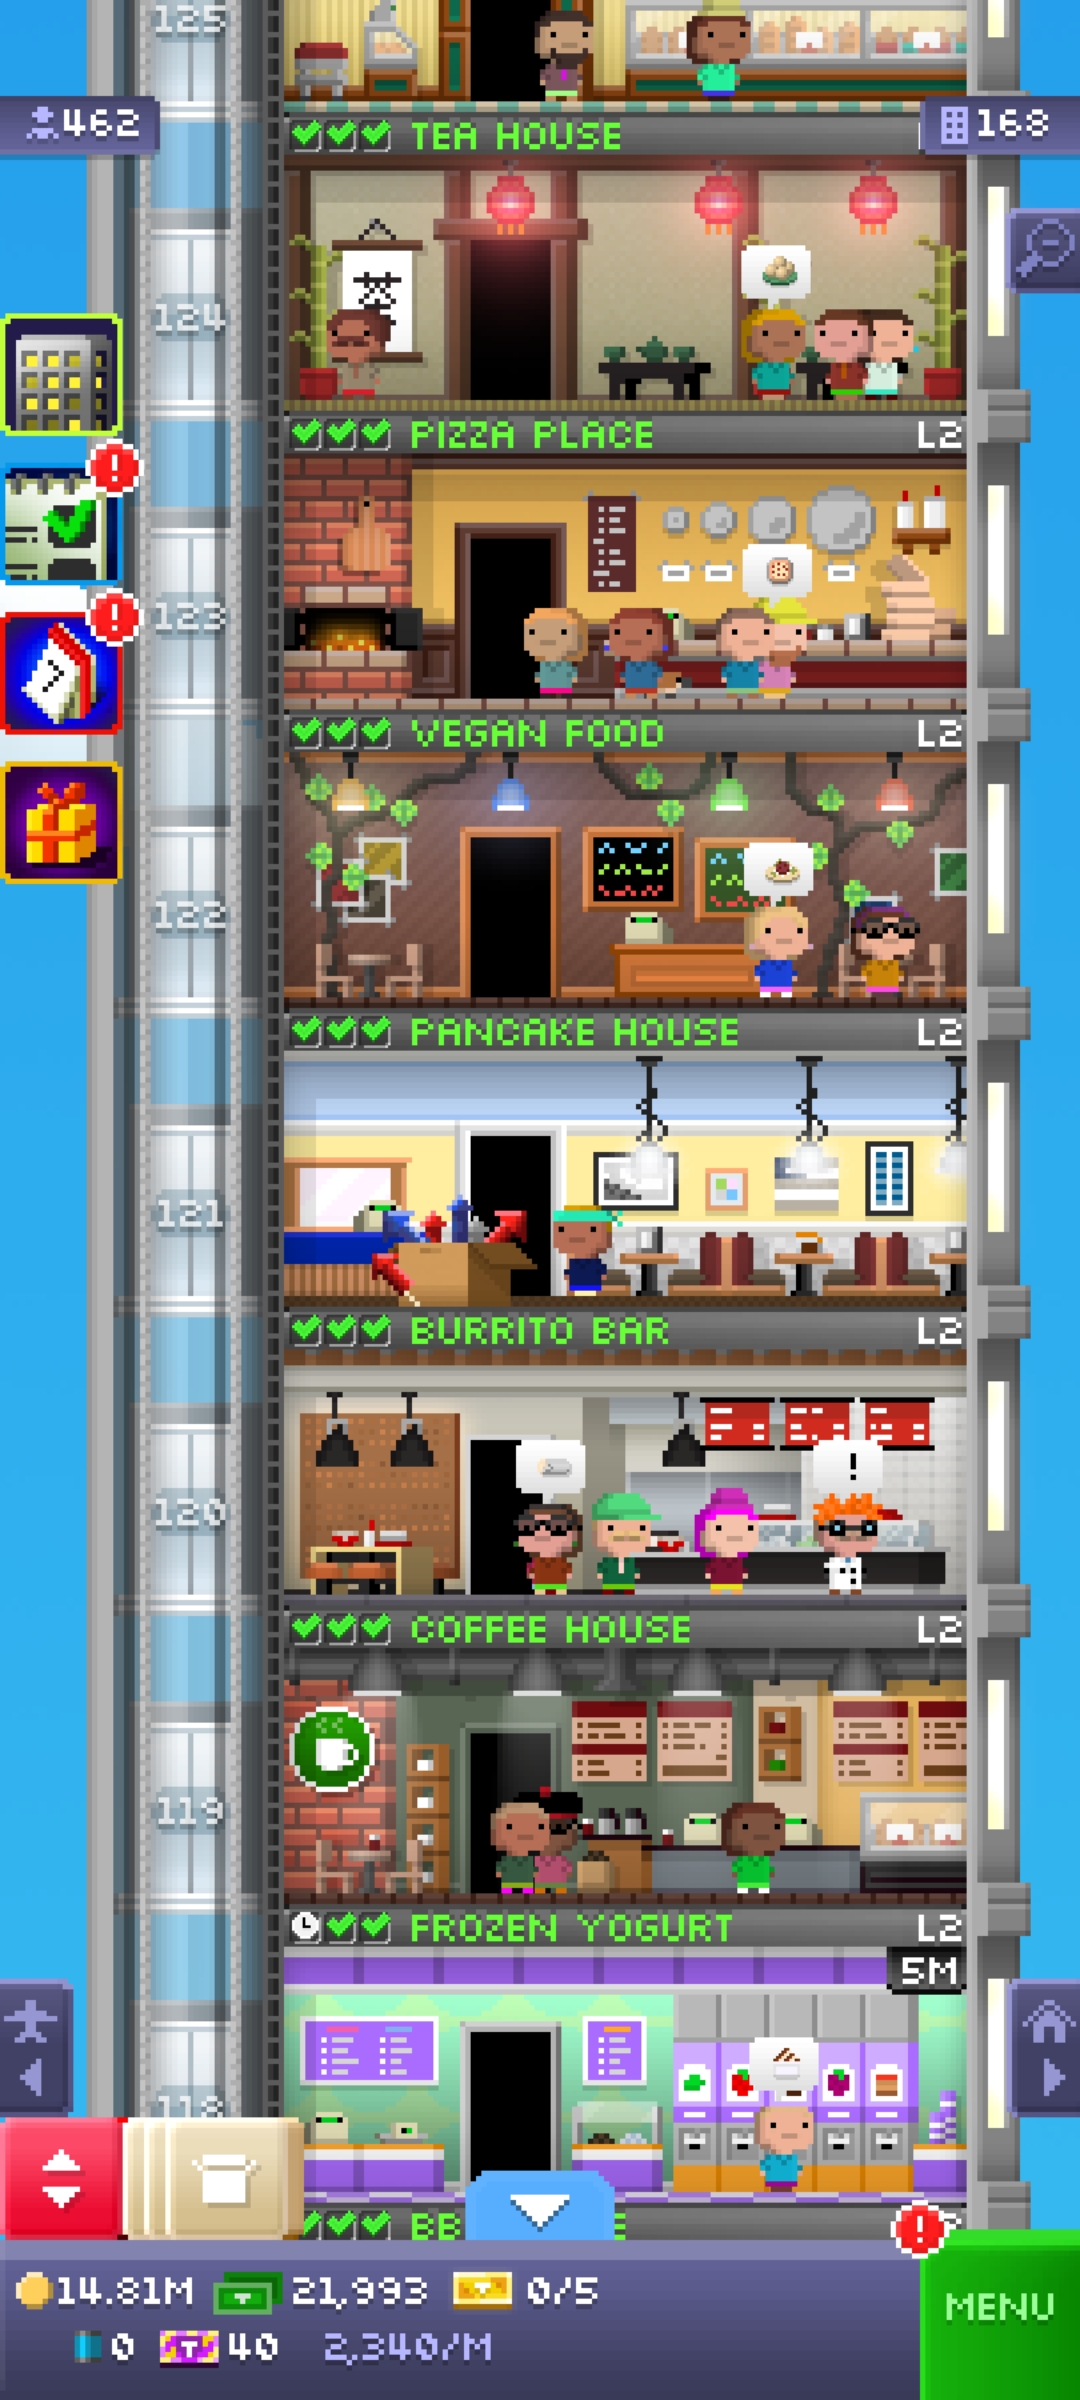 125
462
168
TEA HOUSE
124
PIZZA PLACE
L2
123
7
VEGAN FOOD
L2
122
PANCAKE HOUSE
L2
121
BURRITO BAR
L2
!
120
COFFEE HOUSE
L2
119
FROZEN YOGURT
L2
5M
118
14.81M
21,993
0/5
MENU
0
40
2,340/M